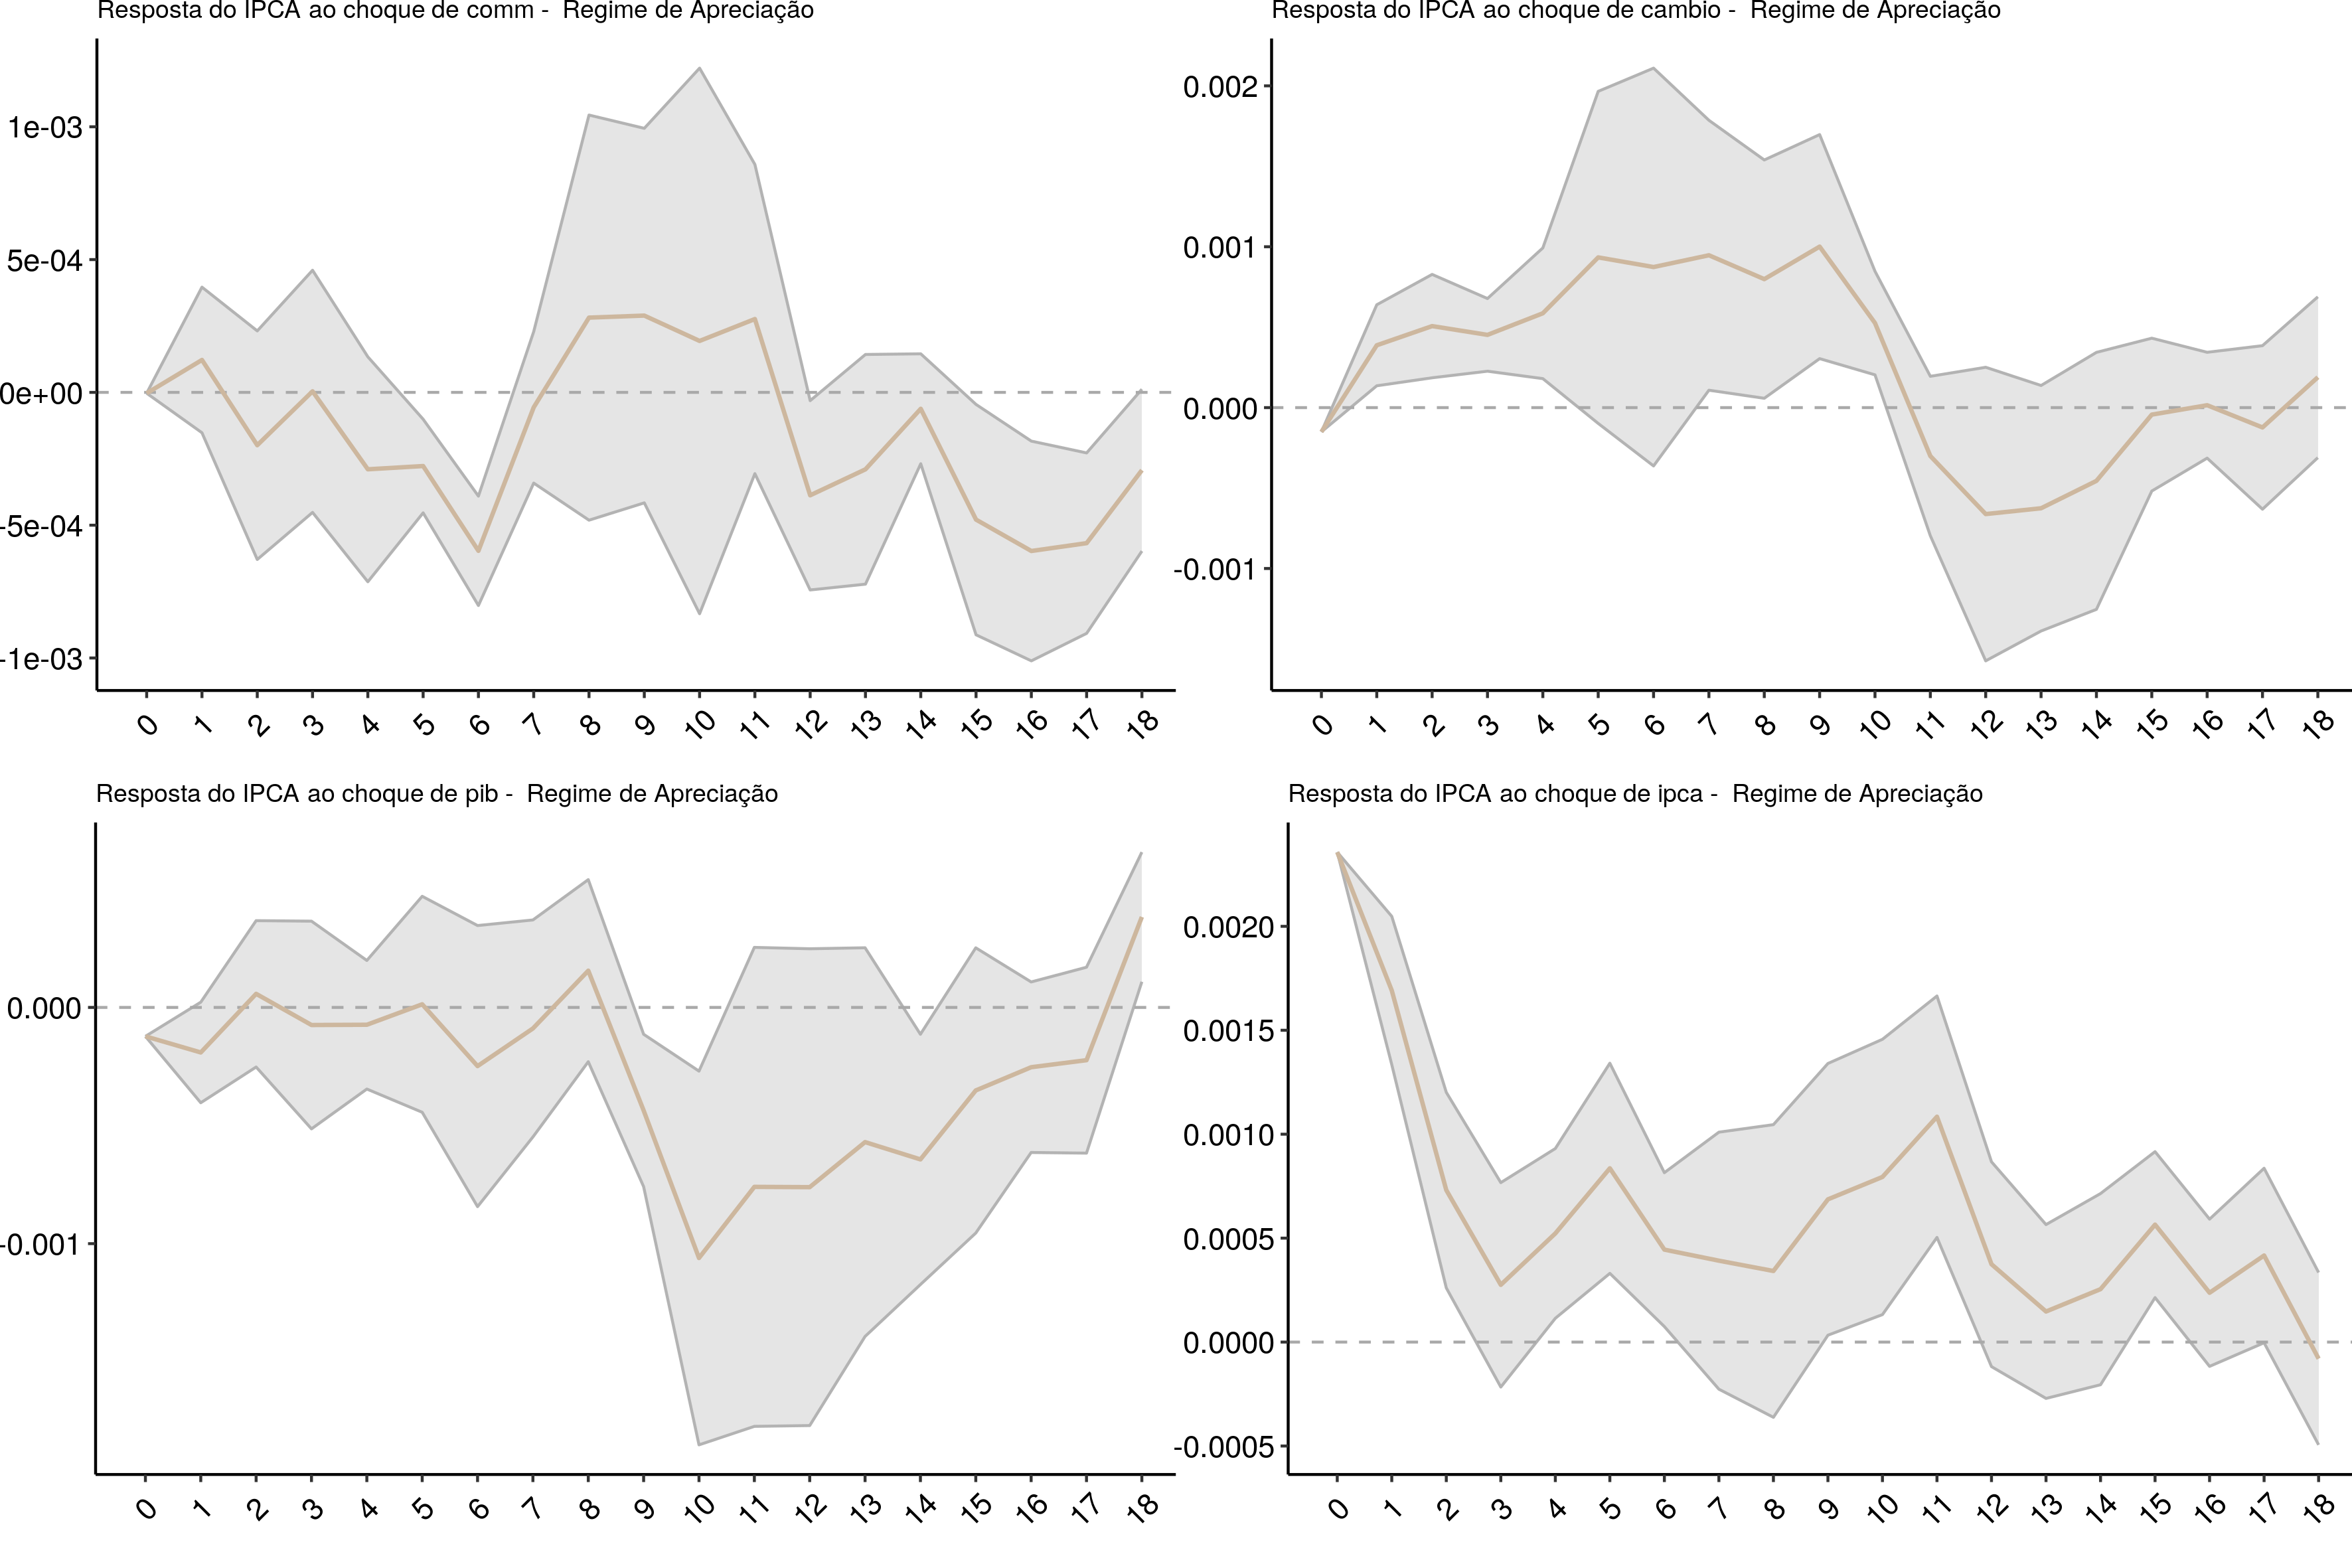 Resposta do IPCA ao choque de comm -  Regime de Apreciação
1e-03
5e-04
0e+00
-5e-04
-1e-03
0 1 2 3 4 5 6 7 8 9 10 11 12 13 14 15 16 17 18
Resposta do IPCA ao choque de cambio -  Regime de Apreciação
0.002
0.001
0.000
-0.001
0 1 2 3 4 5 6 7 8 9 10 11 12 13 14 15 16 17 18
Resposta do IPCA ao choque de pib -  Regime de Apreciação
0.000
-0.001
0 1 2 3 4 5 6 7 8 9 10 11 12 13 14 15 16 17 18
Resposta do IPCA ao choque de ipca -  Regime de Apreciação
0.0020
0.0015
0.0010
0.0005
0.0000
-0.0005
0 1 2 3 4 5 6 7 8 9 10 11 12 13 14 15 16 17 18